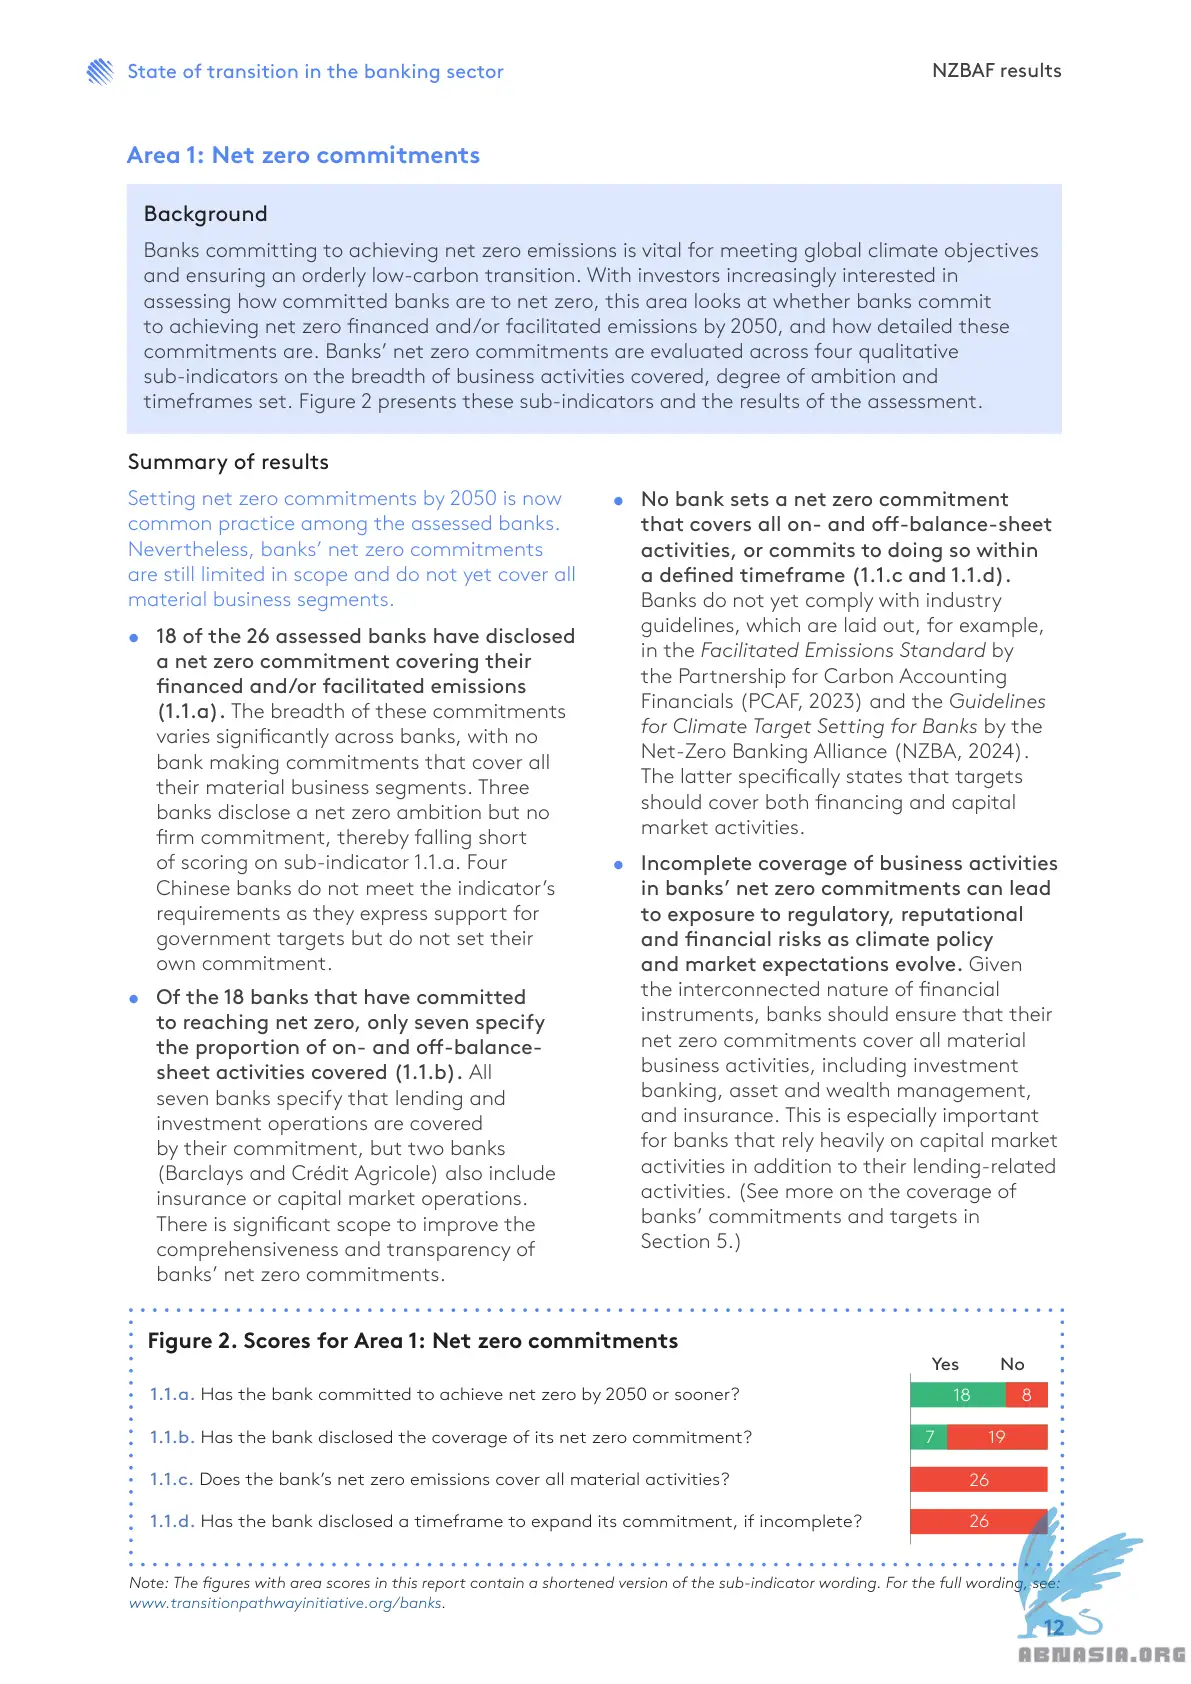 State of transition in the banking sector
NZBAF results
Area 1: Net zero commitments
Background
Banks committing to achieving net zero emissions is vital for meeting global climate objectives
and ensuring an orderly low-carbon transition. With investors increasingly interested in
assessing how committed banks are to net zero, this area looks at whether banks commit
to achieving net zero financed and/or facilitated emissions by 2050, and how detailed these
commitments are. Banks’ net zero commitments are evaluated across four qualitative
sub-indicators on the breadth of business activities covered, degree of ambition and
timeframes set. Figure 2 presents these sub-indicators and the results of the assessment.
Summary of results
Setting net zero commitments by 2050 is now
common practice among the assessed banks.
Nevertheless, banks’ net zero commitments
are still limited in scope and do not yet cover all
material business segments.
• 18 of the 26 assessed banks have disclosed
a net zero commitment covering their
financed and/or facilitated emissions
(1.1.a). The breadth of these commitments
varies significantly across banks, with no
bank making commitments that cover all
their material business segments. Three
banks disclose a net zero ambition but no
firm commitment, thereby falling short
of scoring on sub-indicator 1.1.a. Four
Chinese banks do not meet the indicator’s
requirements as they express support for
government targets but do not set their
own commitment.
• Of the 18 banks that have committed
to reaching net zero, only seven specify
the proportion of on- and off-balance-
sheet activities covered (1.1.b). All
seven banks specify that lending and
investment operations are covered
by their commitment, but two banks
(Barclays and Crédit Agricole) also include
insurance or capital market operations.
There is significant scope to improve the
comprehensiveness and transparency of
banks’ net zero commitments.
• No bank sets a net zero commitment
that covers all on- and off-balance-sheet
activities, or commits to doing so within
a defined timeframe (1.1.c and 1.1.d).
Banks do not yet comply with industry
guidelines, which are laid out, for example,
in the Facilitated Emissions Standard by
the Partnership for Carbon Accounting
Financials (PCAF, 2023) and the Guidelines
for Climate Target Setting for Banks by the
Net-Zero Banking Alliance (NZBA, 2024).
The latter specifically states that targets
should cover both financing and capital
market activities.
• Incomplete coverage of business activities
in banks’ net zero commitments can lead
to exposure to regulatory, reputational
and financial risks as climate policy
and market expectations evolve. Given
the interconnected nature of financial
instruments, banks should ensure that their
net zero commitments cover all material
business activities, including investment
banking, asset and wealth management,
and insurance. This is especially important
for banks that rely heavily on capital market
activities in addition to their lending-related
activities. (See more on the coverage of
banks’ commitments and targets in
Section 5.)
Figure 2. Scores for Area 1: Net zero commitments
Yes No
1.1.a. Has the bank committed to achieve net zero by 2050 or sooner? 18 8
1.1.b. Has the bank disclosed the coverage of its net zero commitment? 7 19
1.1.c. Does the bank’s net zero emissions cover all material activities? 26
1.1.d. Has the bank disclosed a timeframe to expand its commitment, if incomplete? 26
Note: The figures with area scores in this report contain a shortened version of the sub-indicator wording. For the full wording, see:
www.transitionpathwayinitiative.org/banks.
12
ABNASIA.ORG